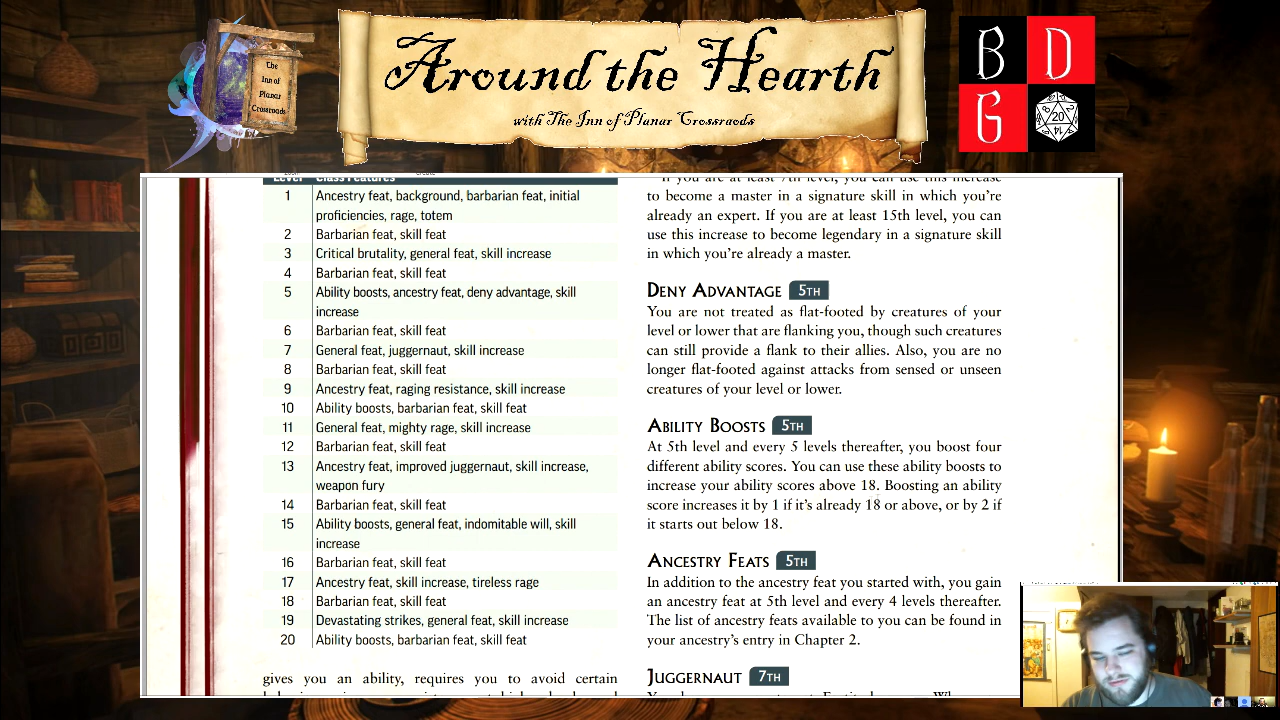 The
Inn of
Planar
Crossroads
Around the Hearth
with The Inn of Planar Crossraods
B D
G 20
Level Class Features
1 Ancestry feat, background, barbarian feat, initial
proficiencies, rage, totem
2 Barbarian feat, skill feat
3 Critical brutality, general feat, skill increase
4 Barbarian feat, skill feat
5 Ability boosts, ancestry feat, deny advantage, skill
increase
6 Barbarian feat, skill feat
7 General feat, juggernaut, skill increase
8 Barbarian feat, skill feat
9 Ancestry feat, raging resistance, skill increase
10 Ability boosts, barbarian feat, skill feat
11 General feat, mighty rage, skill increase
12 Barbarian feat, skill feat
13 Ancestry feat, improved juggernaut, skill increase,
weapon fury
14 Barbarian feat, skill feat
15 Ability boosts, general feat, indomitable will, skill
increase
16 Barbarian feat, skill feat
17 Ancestry feat, skill increase, tireless rage
18 Barbarian feat, skill feat
19 Devastating strikes, general feat, skill increase
20 Ability boosts, barbarian feat, skill feat
gives you an ability, requires you to avoid certain
If you are at least 7th level, you can use this increase
to become a master in a signature skill in which you're
already an expert. If you are at least 15th level, you can
use this increase to become legendary in a signature skill
in which you're already a master.
DENY ADVANTAGE 5TH
You are not treated as flat-footed by creatures of your
level or lower that are flanking you, though such creatures
can still provide a flank to their allies. Also, you are no
longer flat-footed against attacks from sensed or unseen
creatures of your level or lower.
ABILITY BOOSTS 5TH
At 5th level and every 5 levels thereafter, you boost four
different ability scores. You can use these ability boosts to
increase your ability scores above 18. Boosting an ability
score increases it by 1 if it's already 18 or above, or by 2 if
it starts out below 18.
ANCESTRY FEATS 5TH
In addition to the ancestry feat you started with, you gain
an ancestry feat at 5th level and every 4 levels thereafter.
The list of ancestry feats available to you can be found in
your ancestry's entry in Chapter 2.
JUGGERNAUT 7TH